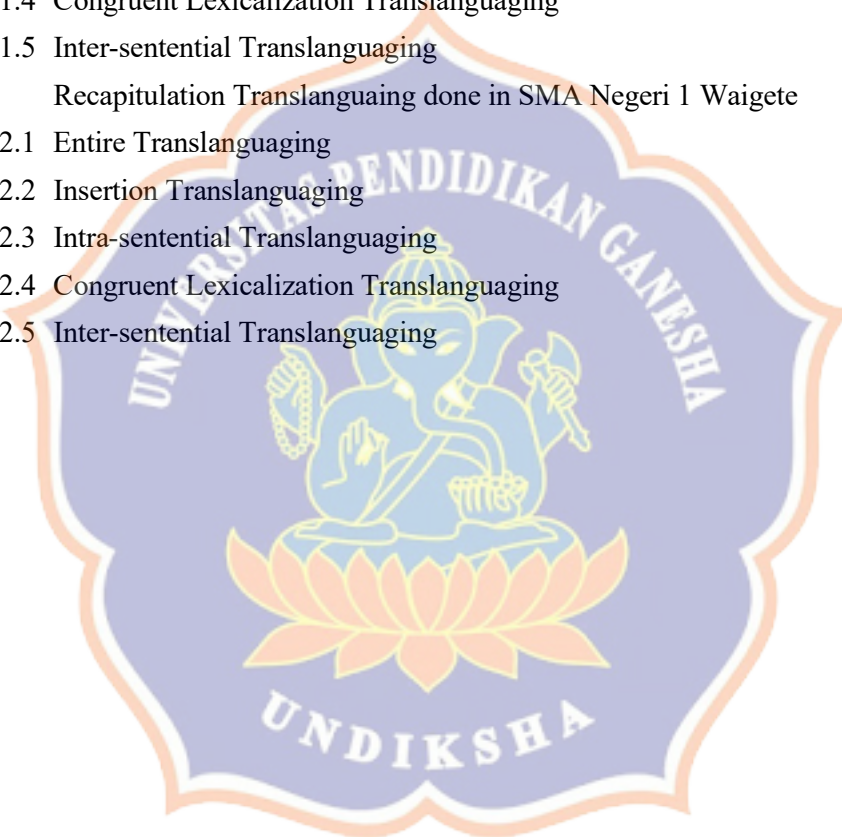 1.4 Congruent Lexicalization Translanguaging
1.5 Inter-sentential Translanguaging
Recapitulation Translanguaing done in SMA Negeri 1 Waigete
2.1 Entire Translanguaging
2.2 Insertion Translanguaging
2.3 Intra-sentential Translanguaging
2.4 Congruent Lexicalization Translanguaging
2.5 Inter-sentential Translanguaging
UNIVERSITAS PENDIDIKAN GANESHA
UNDIKSHA